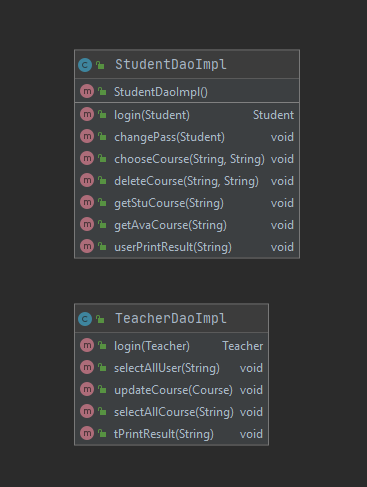 StudentDaoImpl
StudentDaoImpl()
login(Student) Student
changePass(Student) void
chooseCourse(String, String) void
deleteCourse(String, String) void
getStuCourse(String) void
getAvaCourse(String) void
userPrintResult(String) void
TeacherDaoImpl
login(Teacher) Teacher
selectAllUser(String) void
updateCourse(Course) void
selectAllCourse(String) void
tPrintResult(String) void